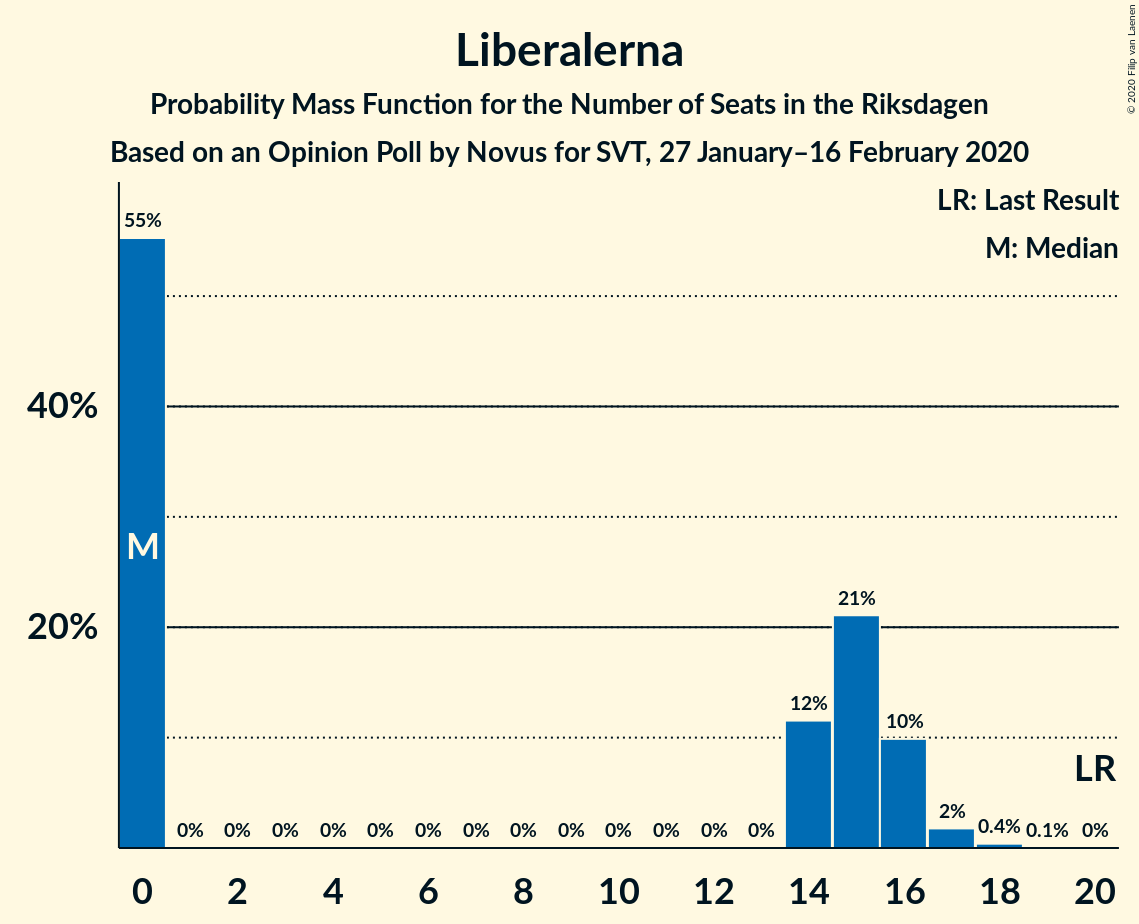 Liberalerna
Probability Mass Function for the Number of Seats in the Riksdagen
Based on an Opinion Poll by Novus for SVT, 27 January–16 February 2020
© 2020 Filip van Laenen
LR: Last Result
M: Median
55%
40%
M
20%
21%
12%
10%
LR
0% 0% 0% 0% 0% 0% 0% 0% 0% 0% 0% 0% 0% 2% 0.4% 0.1% 0%
0 2 4 6 8 10 12 14 16 18 20